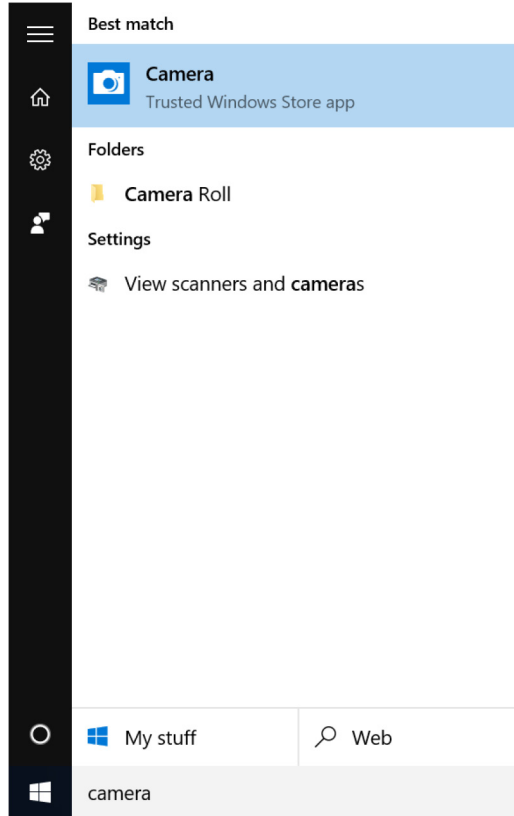 Best match
Camera
Trusted Windows Store app
Folders
Camera Roll
Settings
View scanners and cameras
My stuff
Web
camera